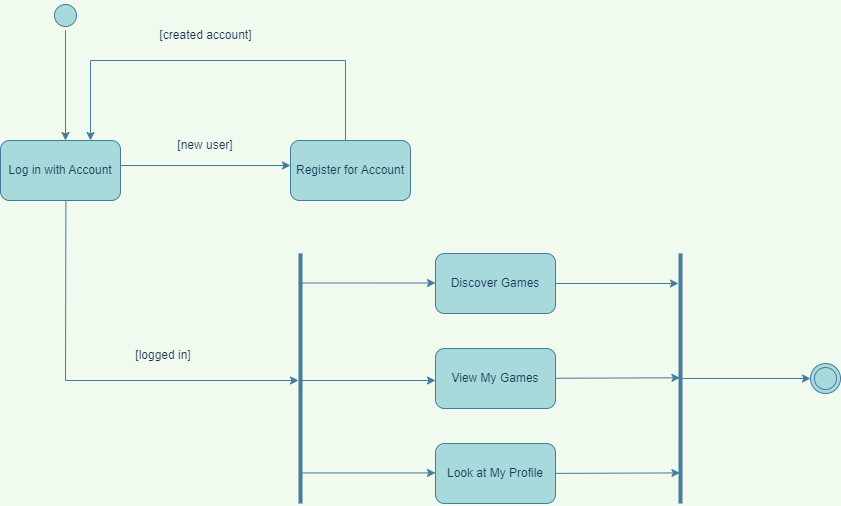 [created account]
[new user]
Log in with Account
Register for Account
Discover Games
[logged in]
View My Games
Look at My Profile